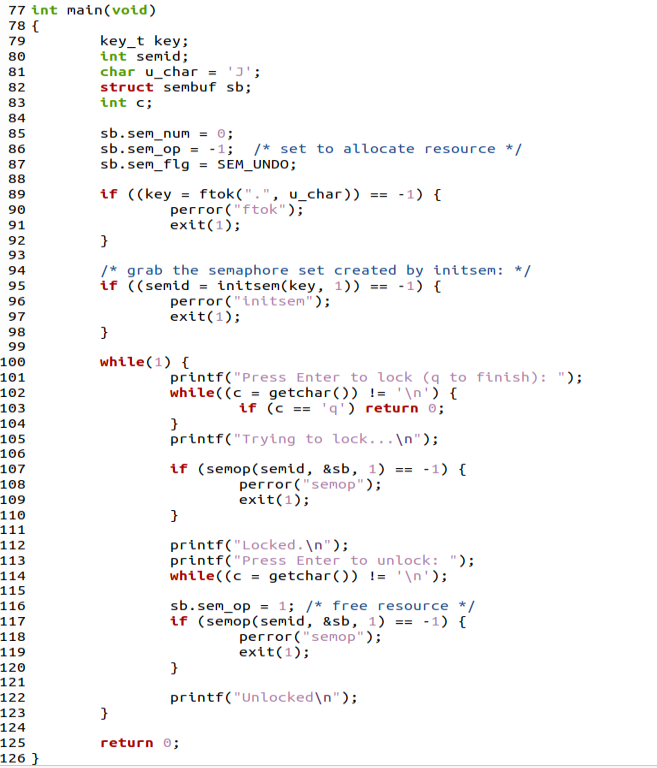 77 int main(void)
78 {
79         key_t key;
80         int semid;
81         char u_char = 'J';
82         struct sembuf sb;
83         int c;
84
85         sb.sem_num = 0;
86         sb.sem_op = -1;  /* set to allocate resource */
87         sb.sem_flg = SEM_UNDO;
88
89         if ((key = ftok(".", u_char)) == -1) {
90                 perror("ftok");
91                 exit(1);
92         }
93
94         /* grab the semaphore set created by initsem: */
95         if ((semid = initsem(key, 1)) == -1) {
96                 perror("initsem");
97                 exit(1);
98         }
99
100         while(1) {
101                 printf("Press Enter to lock (q to finish): ");
102                 while((c = getchar()) != '\n') {
103                         if (c == 'q') return 0;
104                 }
105                 printf("Trying to lock...\n");
106
107                 if (semop(semid, &sb, 1) == -1) {
108                         perror("semop");
109                         exit(1);
110                 }
111
112                 printf("Locked.\n");
113                 printf("Press Enter to unlock: ");
114                 while((c = getchar()) != '\n');
115
116                 sb.sem_op = 1; /* free resource */
117                 if (semop(semid, &sb, 1) == -1) {
118                         perror("semop");
119                         exit(1);
120                 }
121
122                 printf("Unlocked\n");
123         }
124
125         return 0;
126 }